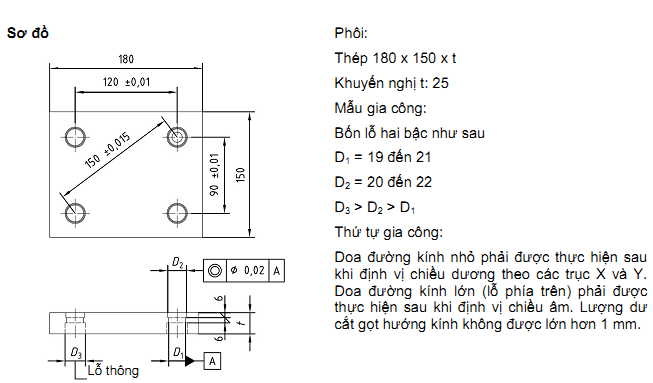 Sơ đồ
180
120 ±0,01
150 ±0,015
90 ±0,01
150
D2
◎ ø 0,02 A
6
t
6
D3
D1
A
Lỗ thông
Phôi:
Thép 180 x 150 x t
Khuyến nghị t: 25
Mẫu gia công:
Bốn lỗ hai bậc như sau
D1 = 19 đến 21
D2 = 20 đến 22
D3 > D2 > D1
Thứ tự gia công:
Doa đường kính nhỏ phải được thực hiện sau
khi định vị chiều dương theo các trục X và Y.
Doa đường kính lớn (lỗ phía trên) phải được
thực hiện sau khi định vị chiều âm. Lượng dư
cắt gọt hướng kính không được lớn hơn 1 mm.